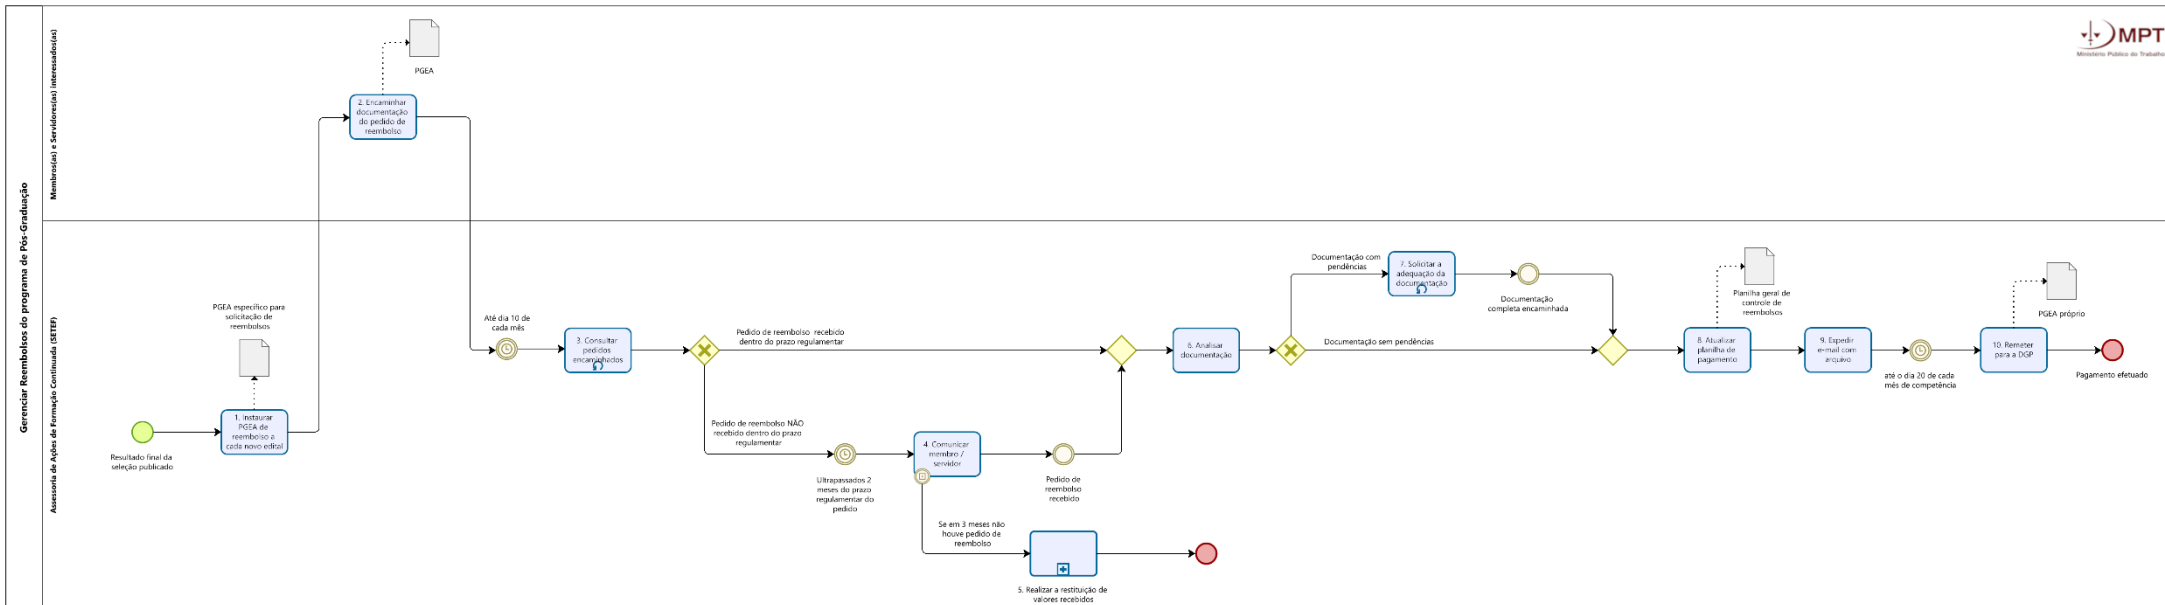 Gerenciar Reembolsos do programa de Pós-Graduação
Membros(as) e Servidores(as) interessados(as)
MPT
Ministério Público do Trabalho
PGEA
2. Encaminhar
documentação
do pedido de
reembolso
Assessoria de Ações de Formação Continuada (SETEF)
Resultado final da
seleção publicado
PGEA específico para
solicitação de
reembolsos
1. Instaurar
PGEA de
reembolso a
cada novo edital
Até dia 10 de
cada mês
3. Consultar
pedidos
encaminhados
Pedido de reembolso recebido
dentro do prazo regulamentar
Pedido de reembolso NÃO
recebido dentro do prazo
regulamentar
Ultrapassados 2
meses do prazo
regulamentar do
pedido
4. Comunicar
membro /
servidor
Pedido de
reembolso
recebido
Se em 3 meses não
houve pedido de
reembolso
5. Realizar a restituição de
valores recebidos
6. Analisar
documentação
Documentação com
pendências
7. Solicitar a
adequação da
documentação
Documentação
completa encaminhada
Documentação sem pendências
Planilha geral de
controle de
reembolsos
8. Atualizar
planilha de
pagamento
9. Expedir
e-mail com
arquivo
até o dia 20 de cada
mês de competência
PGEA próprio
10. Remeter
para a DGP
Pagamento efetuado